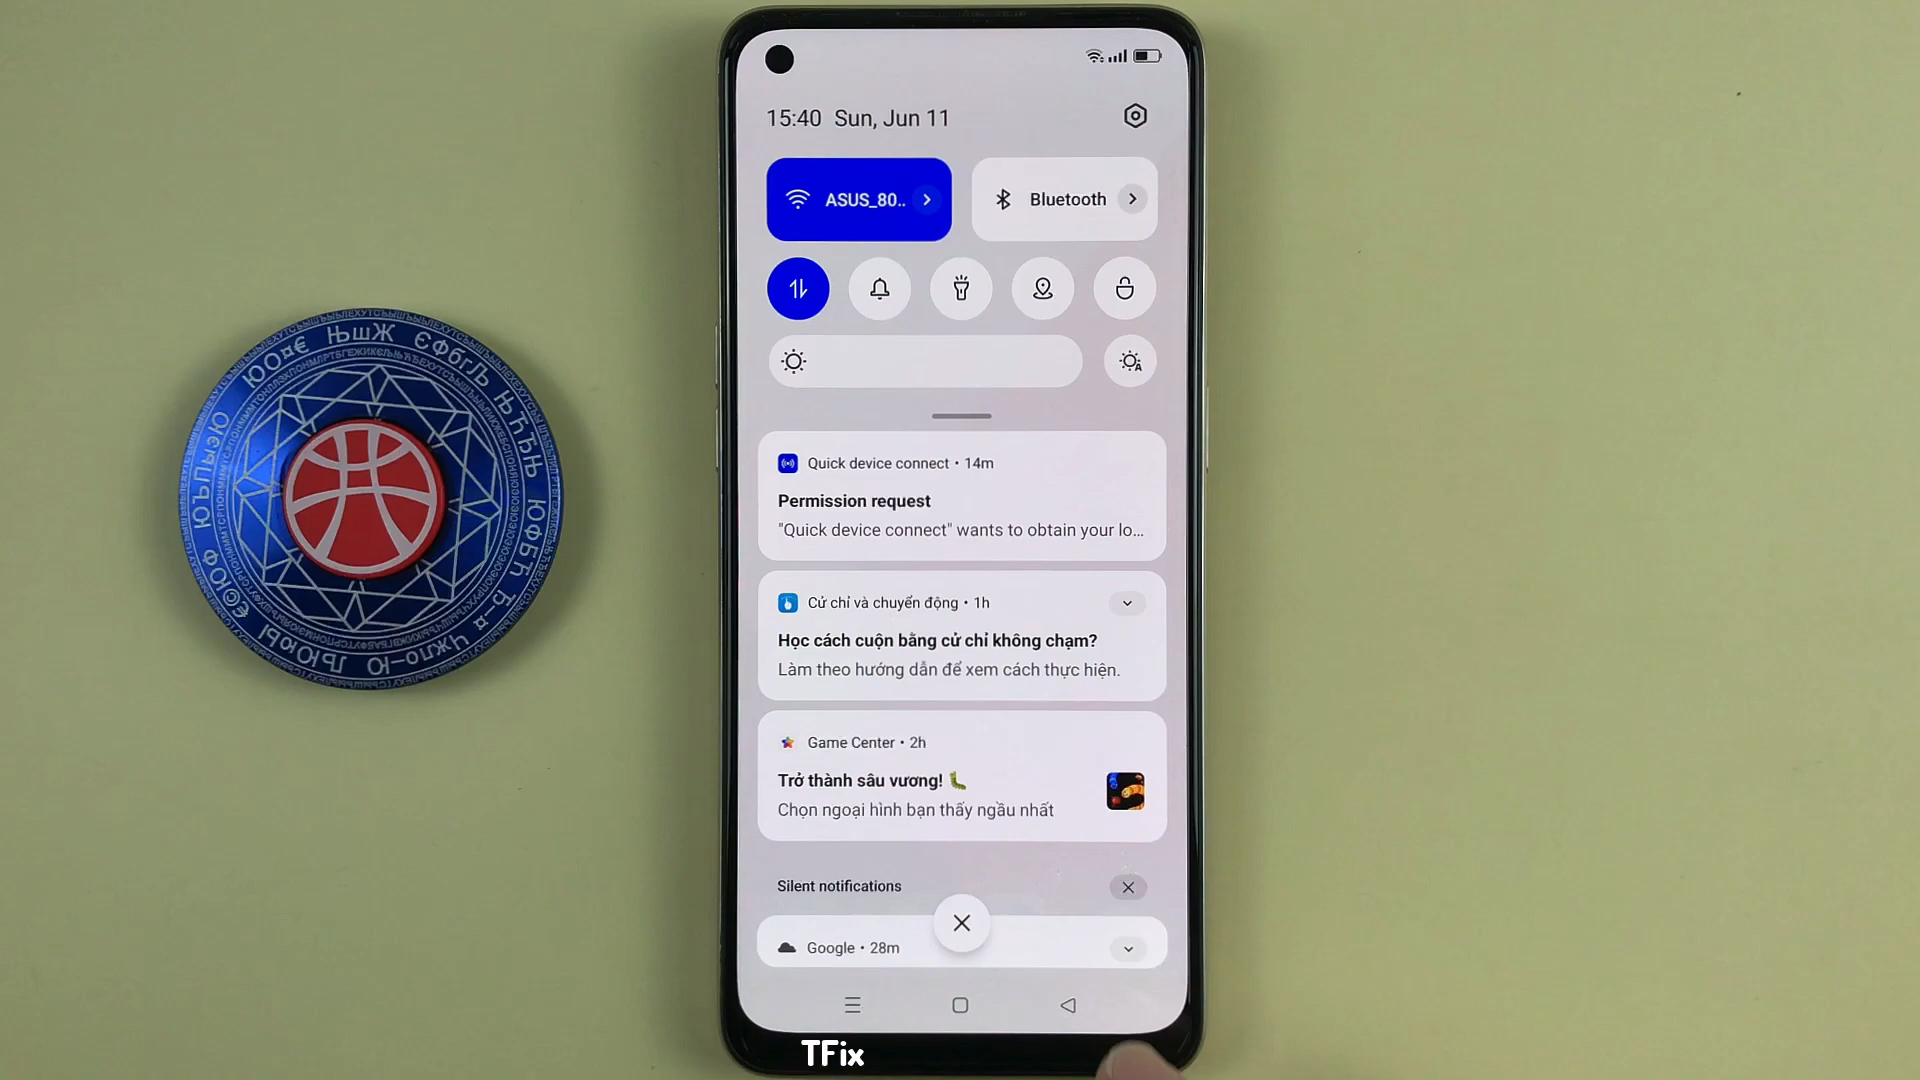 15:40 Sun, Jun 11
ASUS_80..
Bluetooth
A
Quick device connect • 14m
Permission request
"Quick device connect" wants to obtain your lo...
Cử chỉ và chuyển động • 1h
Học cách cuộn bằng cử chỉ không chạm?
Làm theo hướng dẫn để xem cách thực hiện.
Game Center • 2h
Trở thành sâu vương! 🐛
Chọn ngoại hình bạn thấy ngầu nhất
Silent notifications
Google • 28m
TFix